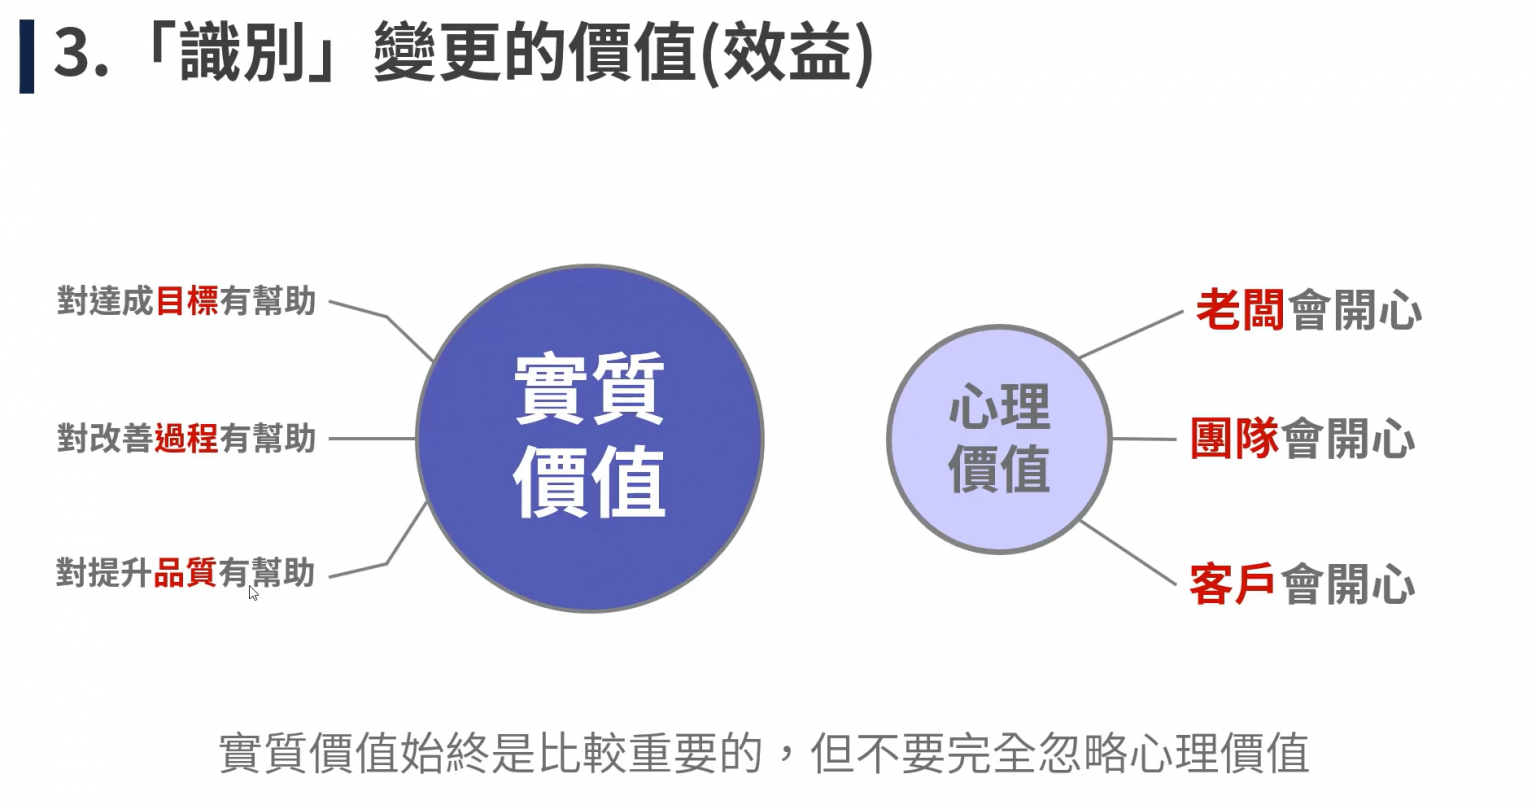 3.「識別」變更的價值(效益)
對達成目標有幫助
對改善過程有幫助
對提升品質有幫助
實質
價值
心理
價值
老闆會開心
團隊會開心
客戶會開心
實質價值始終是比較重要的，但不要完全忽略心理價值